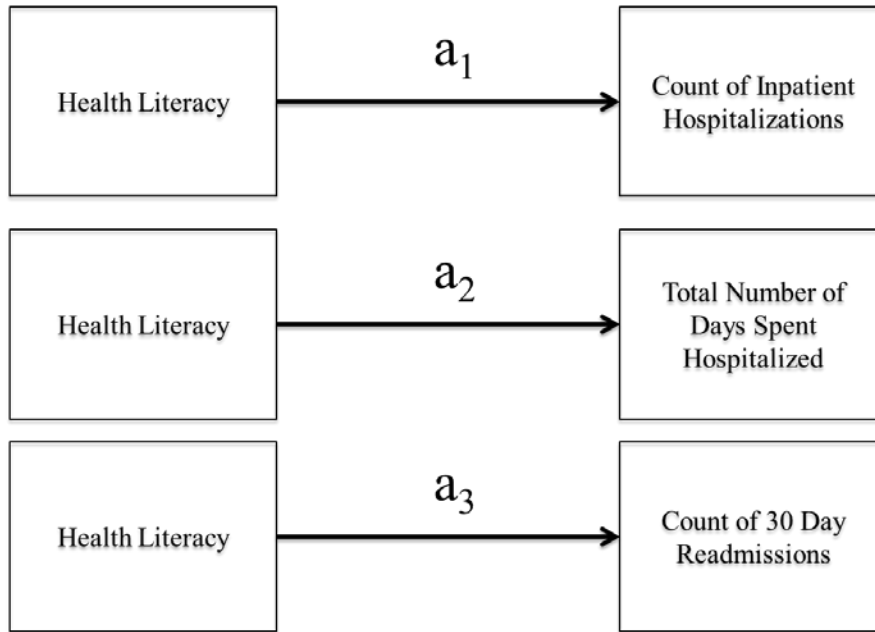 a1
Health Literacy
Count of Inpatient
Hospitalizations
a2
Health Literacy
Total Number of
Days Spent
Hospitalized
a3
Health Literacy
Count of 30 Day
Readmissions